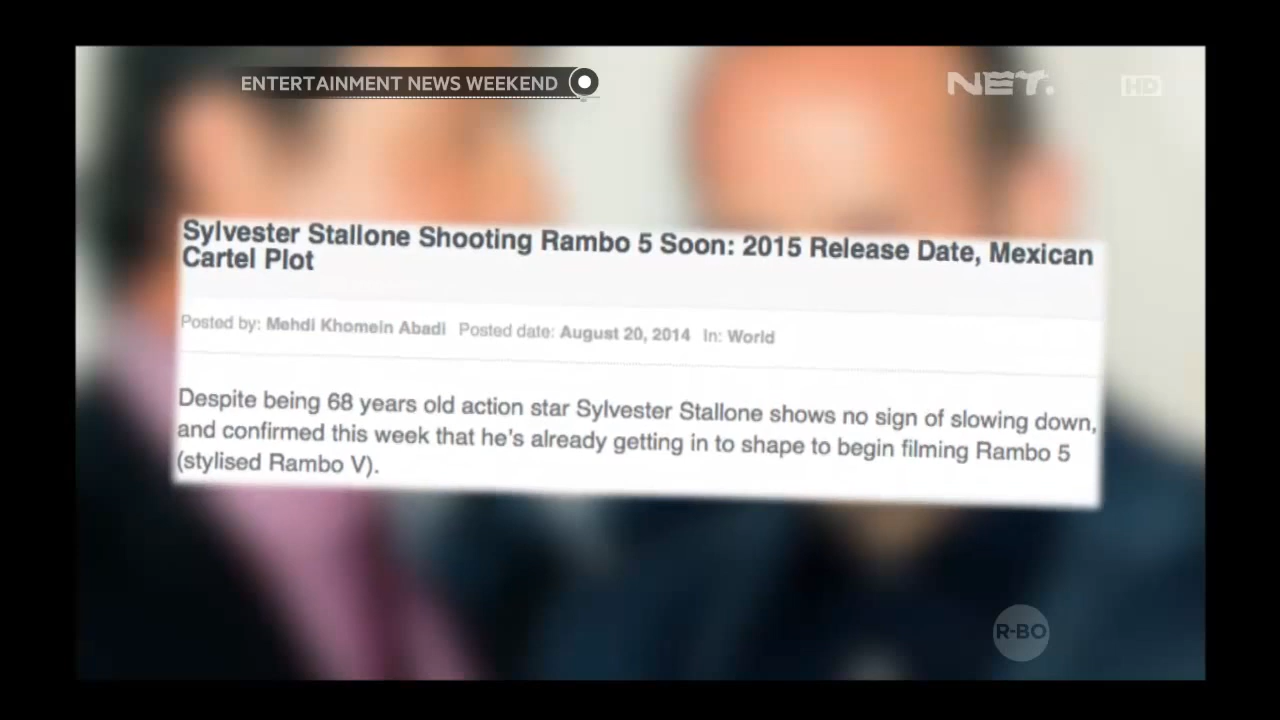 ENTERTAINMENT NEWS WEEKEND
NET.
HD
Sylvester Stallone Shooting Rambo 5 Soon: 2015 Release Date, Mexican
Cartel Plot
Posted by: Mehdi Khomein Abadi Posted date: August 20, 2014 In: World
Despite being 68 years old action star Sylvester Stallone shows no sign of slowing down,
and confirmed this week that he's already getting in to shape to begin filming Rambo 5
(stylised Rambo V).
R-BO